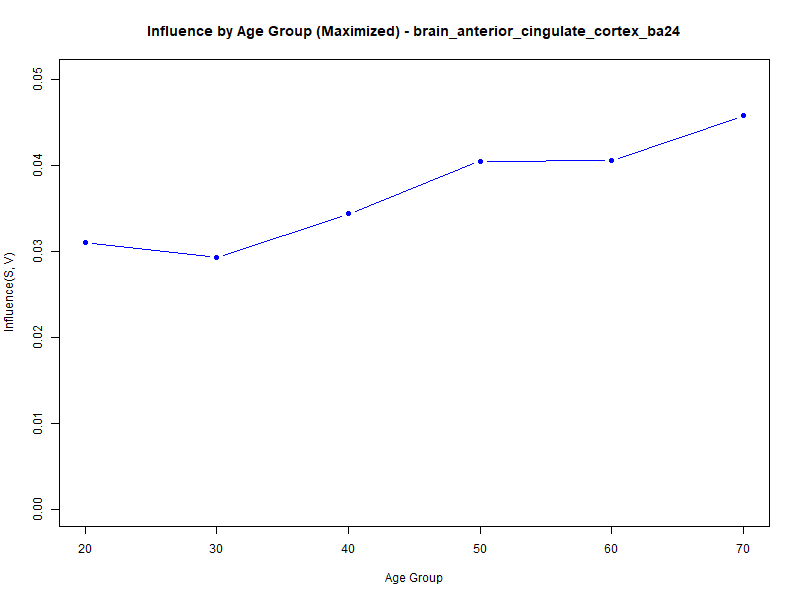 Influence by Age Group (Maximized) - brain_anterior_cingulate_cortex_ba24
0.05
0.04
0.03
0.02
0.01
0.00
Influence(S, V)
20 30 40 50 60 70
Age Group